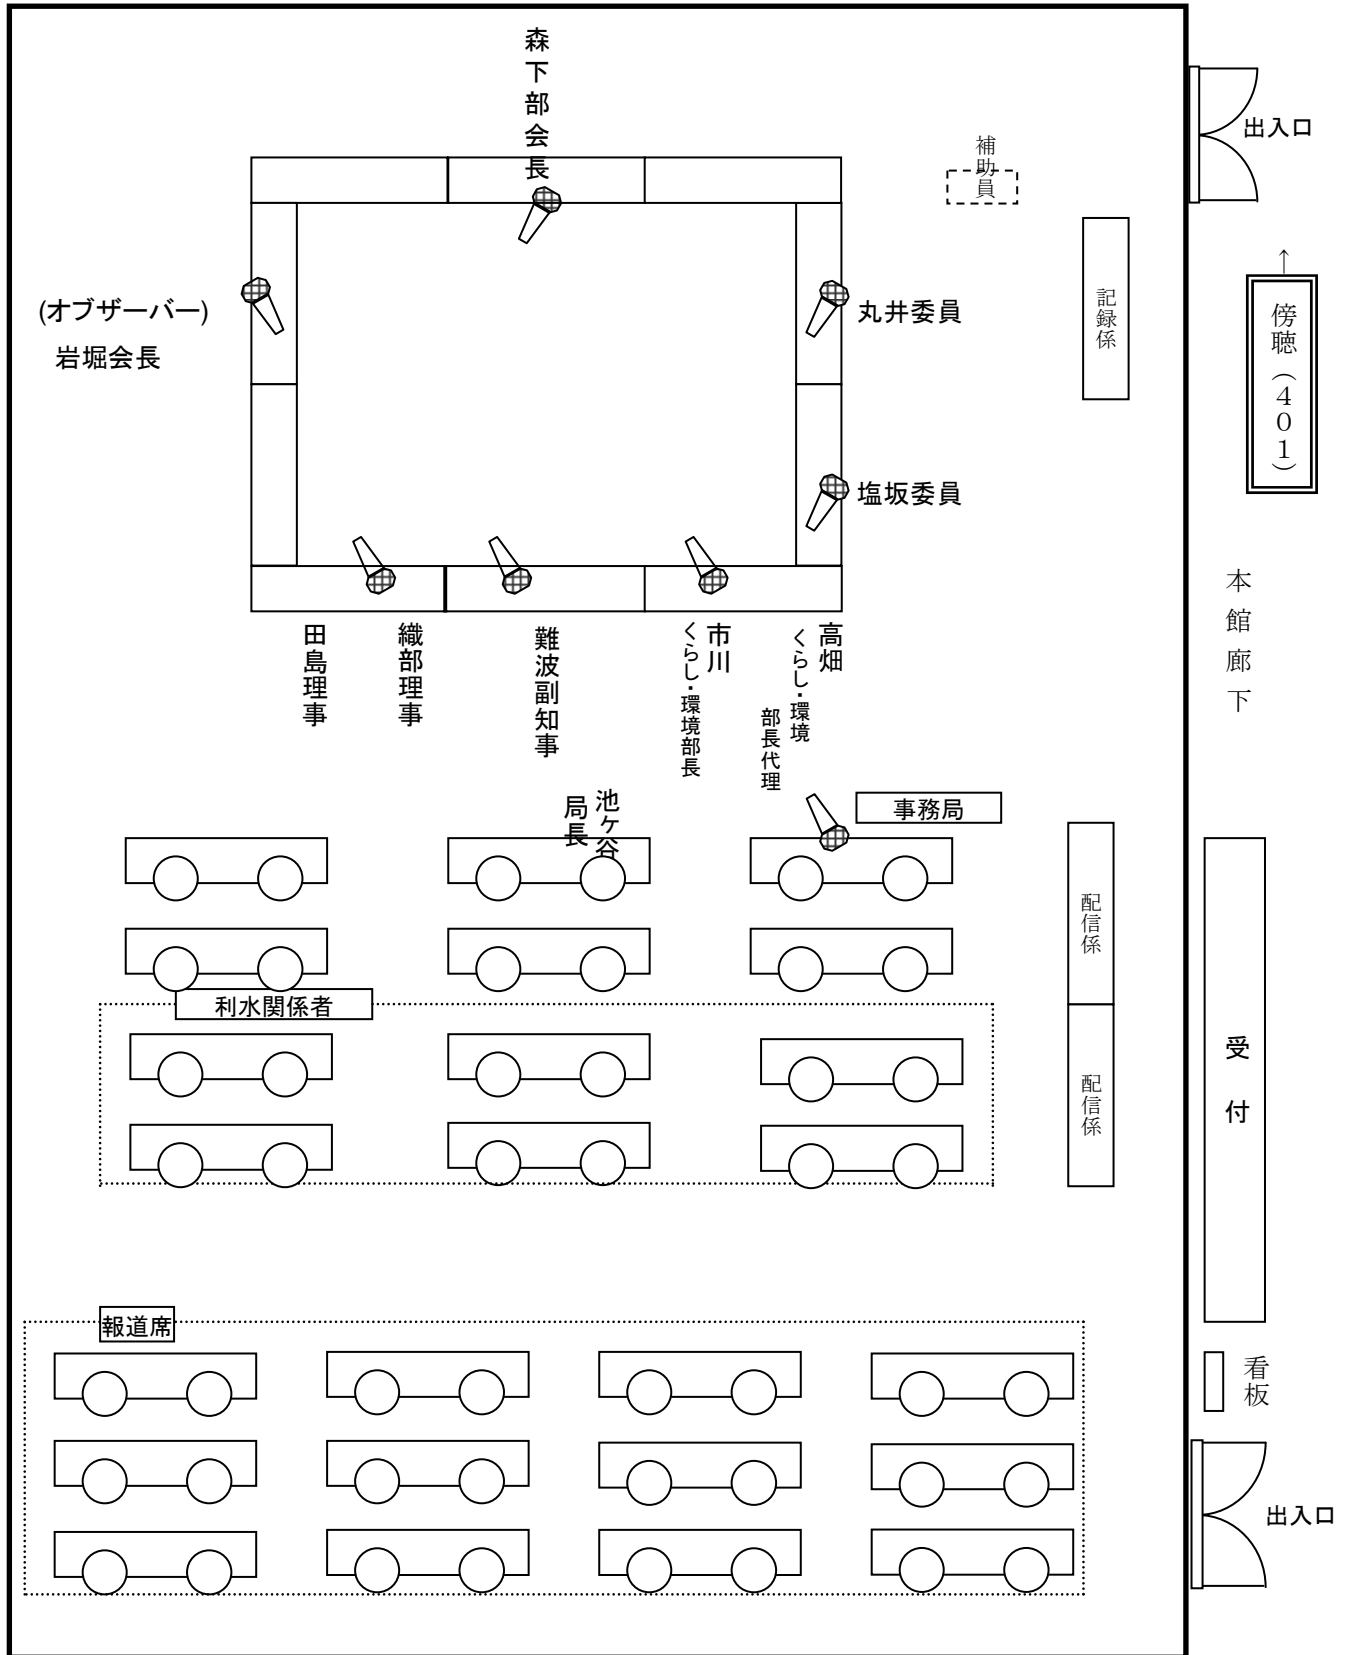 森下部会長
出入口
補助員
記録係
→
傍聴（４０１）
(オブザーバー)
岩堀会長
丸井委員
塩坂委員
本館廊下
田島理事
織部理事
難波副知事
市川
くらし・環境部長
高畑
くらし・環境
部長代理
池ケ谷
局長
事務局
配信係
利水関係者
配信係
受付
報道席
看板
出入口